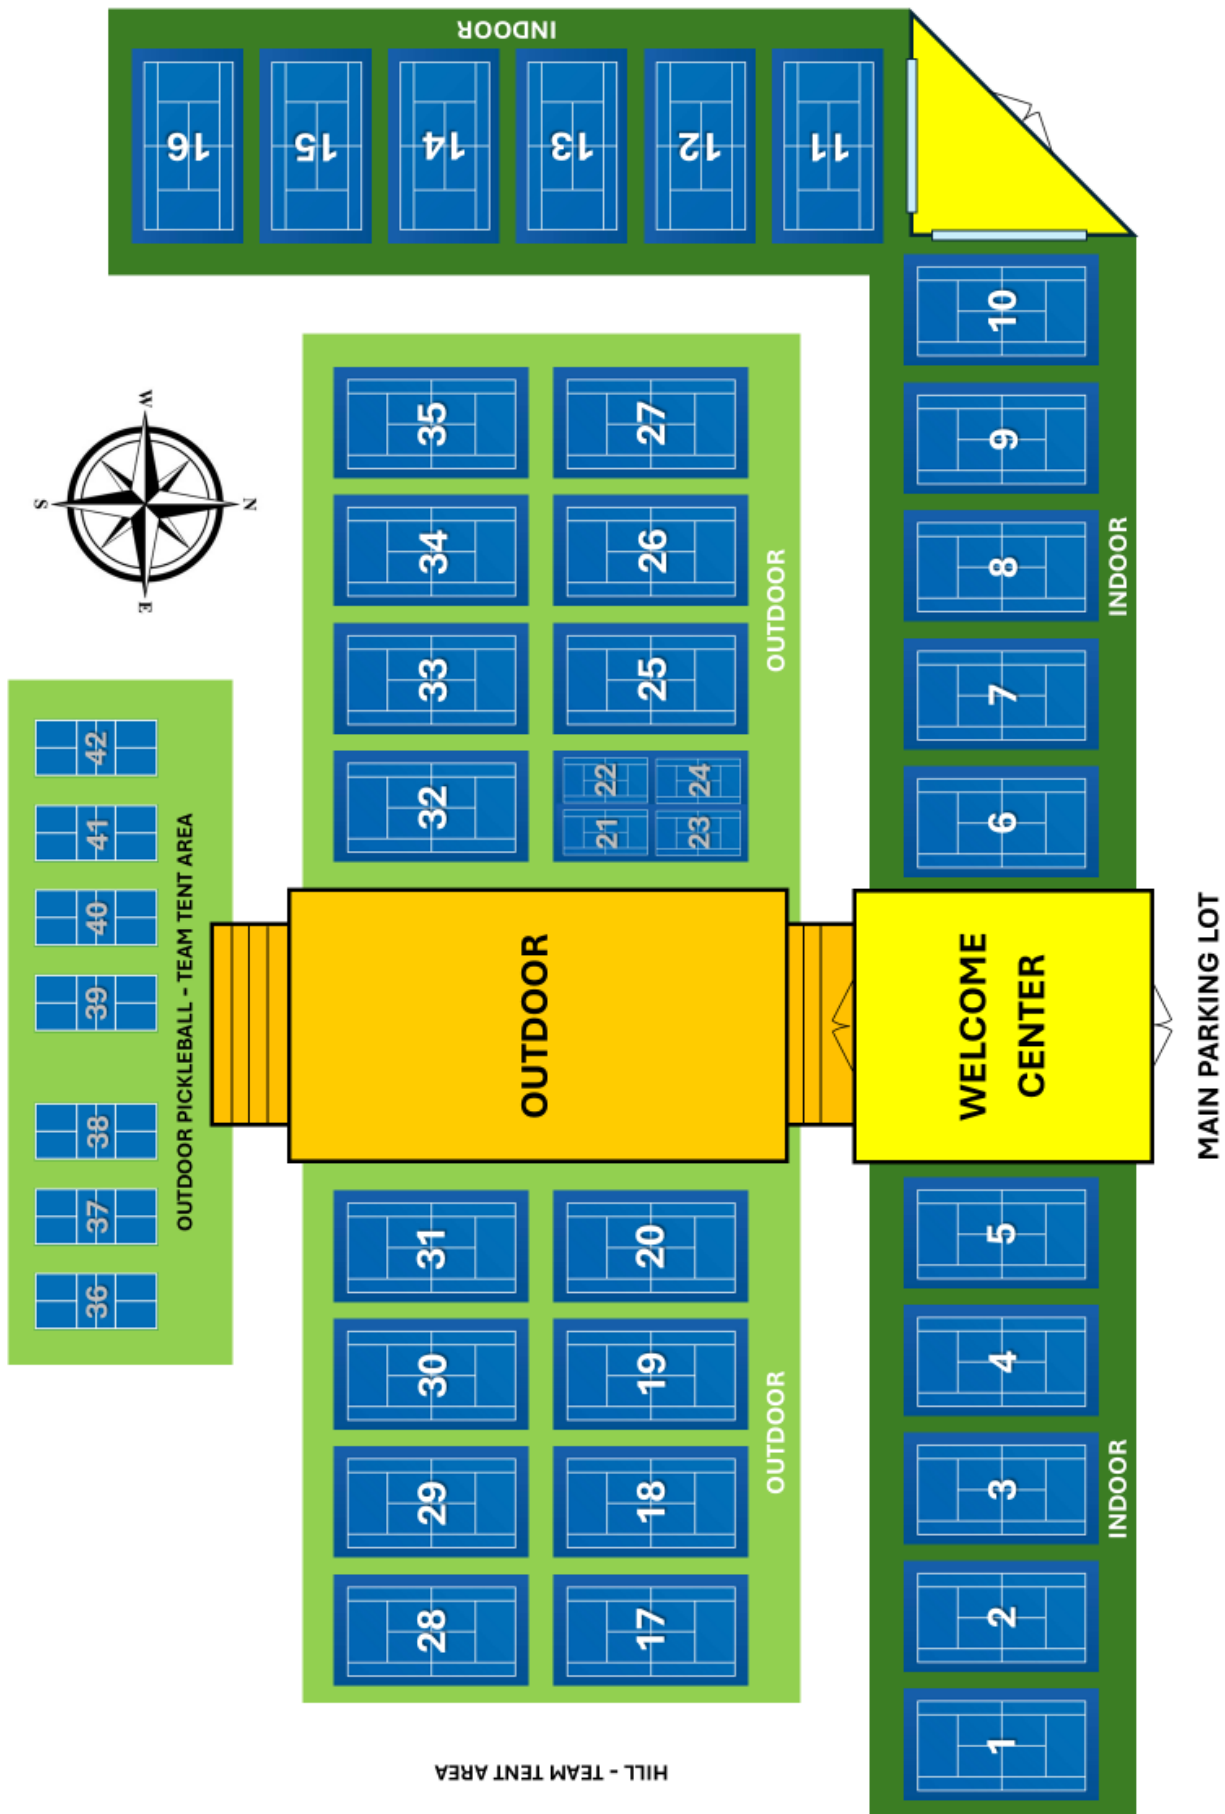 INDOOR
16
15
14
13
12
11
10
9
8
7
6
INDOOR
W
S
N
E
35
27
34
26
33
25
32
22
24
21
23
OUTDOOR
42
41
40
39
38
37
36
OUTDOOR PICKLEBALL - TEAM TENT AREA
OUTDOOR
WELCOME
CENTER
MAIN PARKING LOT
31
20
30
19
29
18
28
17
OUTDOOR
5
4
3
2
1
INDOOR
HILL - TEAM TENT AREA